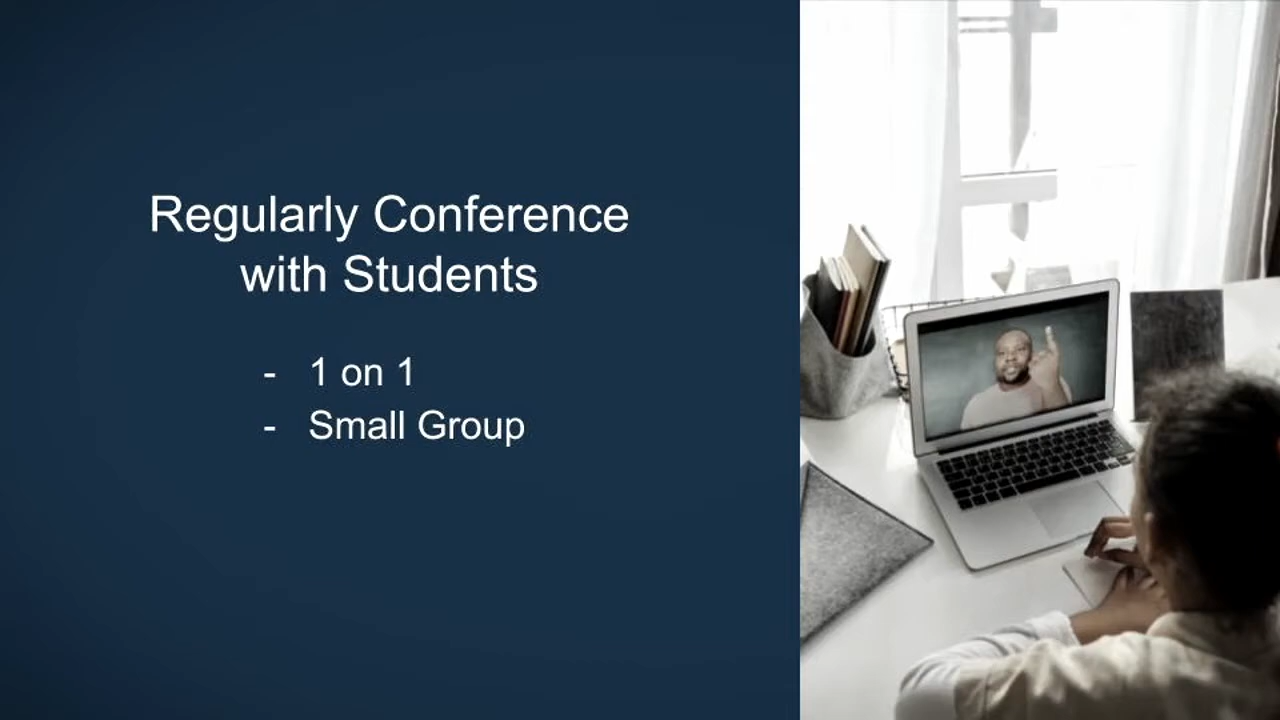 Regularly Conference
with Students
- 1 on 1
- Small Group